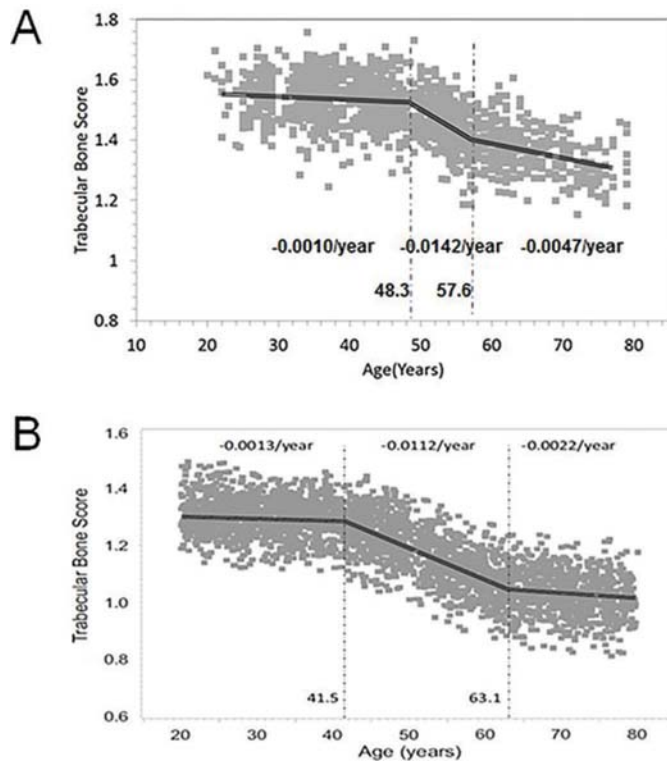 A
1.8
1.6
1.4
1.2
1
0.8
Trabecular Bone Score
-0.0010/year -0.0142/year -0.0047/year
48.3 57.6
10 20 30 40 50 60 70 80
Age(Years)
B
1.6
1.4
1.2
1.0
0.8
0.6
Trabecular Bone Score
-0.0013/year -0.0112/year -0.0022/year
41.5 63.1
20 30 40 50 60 70 80
Age (years)